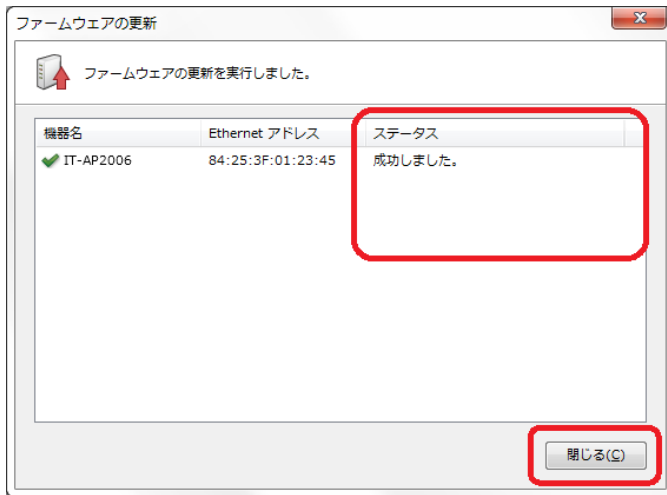 ファームウェアの更新
ファームウェアの更新を実行しました。
機器名 Ethernet アドレス ステータス
IT-AP2006 84:25:3F:01:23:45 成功しました。
閉じる(C)